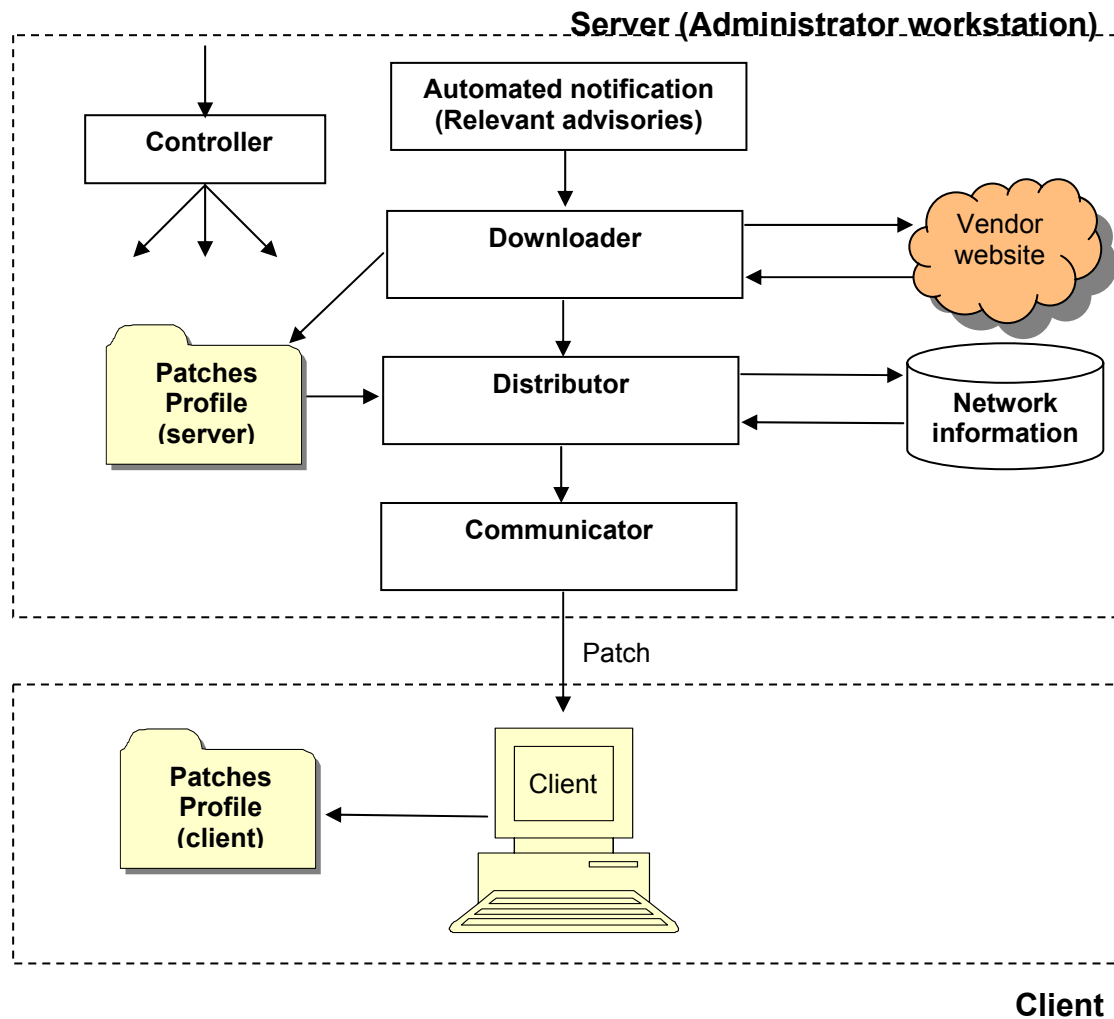 Server (Administrator workstation)
Automated notification
(Relevant advisories)
Controller
Downloader
Vendor
website
Patches
Profile
(server)
Distributor
Network
information
Communicator
Patch
Patches
Profile
(client)
Client
Client